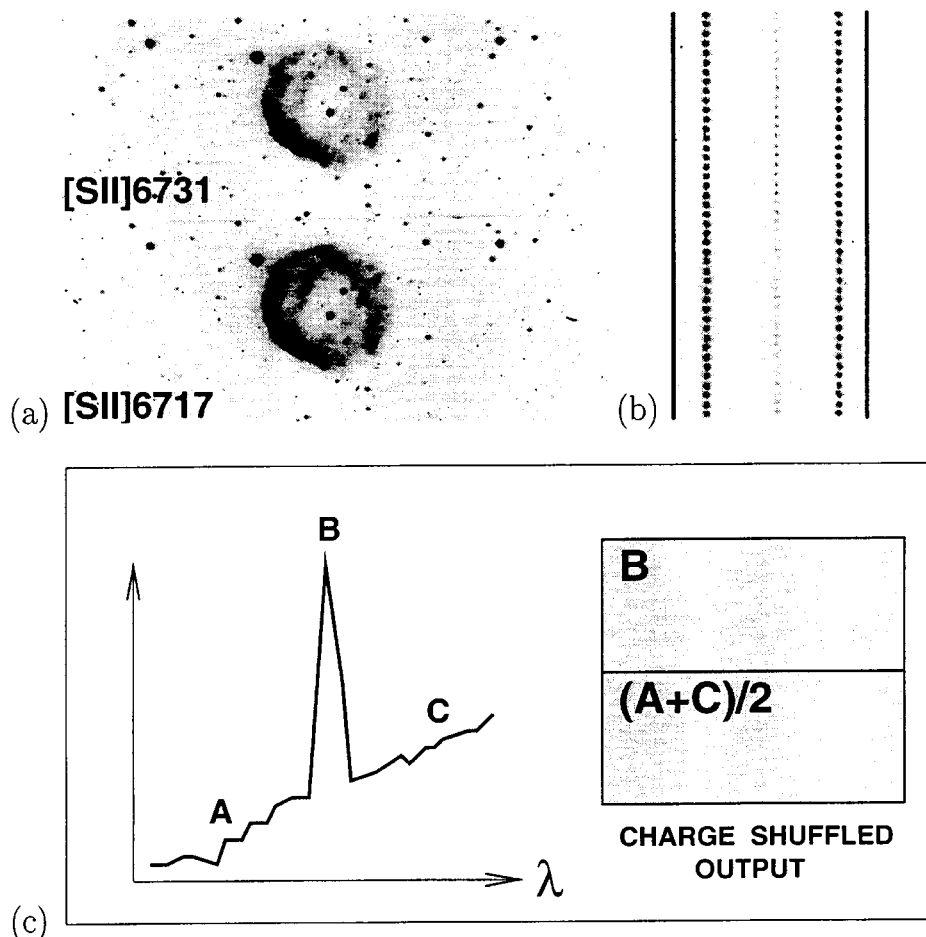 [SII]6731
[SII]6717
(a)
(b)
B
A
C
λ
B
(A+C)/2
CHARGE SHUFFLED
OUTPUT
(c)